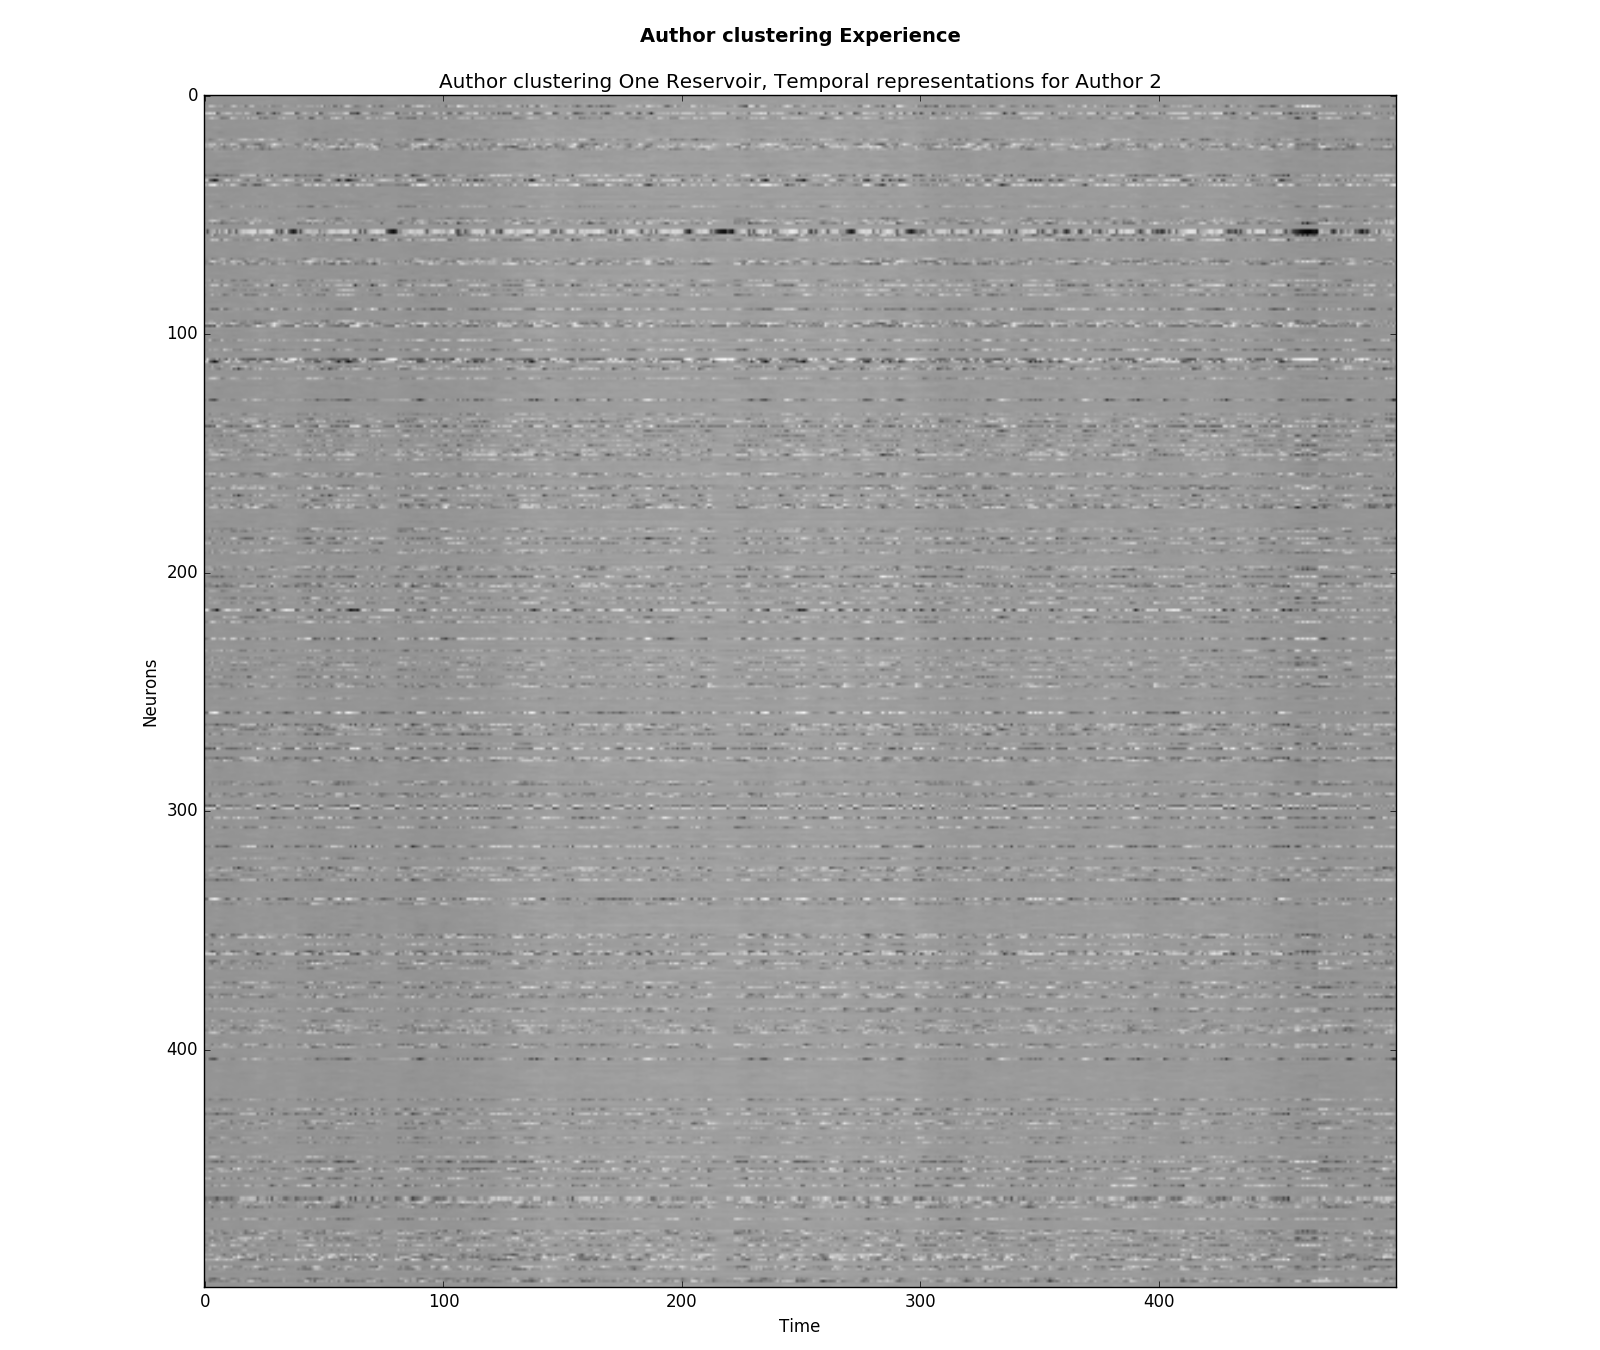 Author clustering Experience
Author clustering One Reservoir, Temporal representations for Author 2
0
100
200
300
400
Neurons
0 100 200 300 400
Time